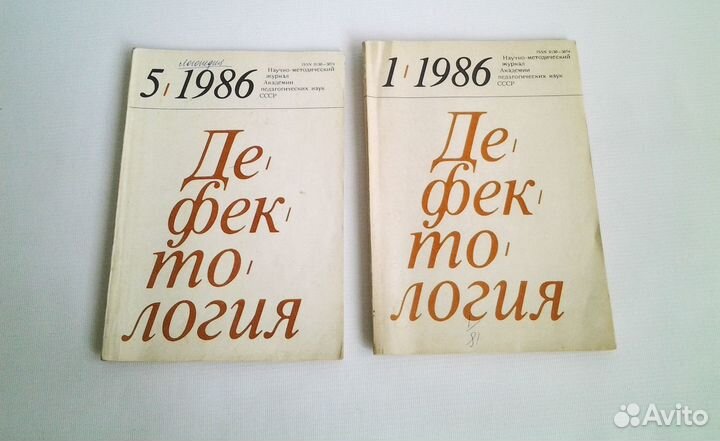 логопедия
ISSN 0130—3074
5/1986
Научно-методический
журнал
Академии
педагогических наук
СССР
Де/
фек/
то/
логия
ISSN 0130—3074
1/1986
Научно-методический
журнал
Академии
педагогических наук
СССР
Де/
фек/
то/
логия
81
Avito